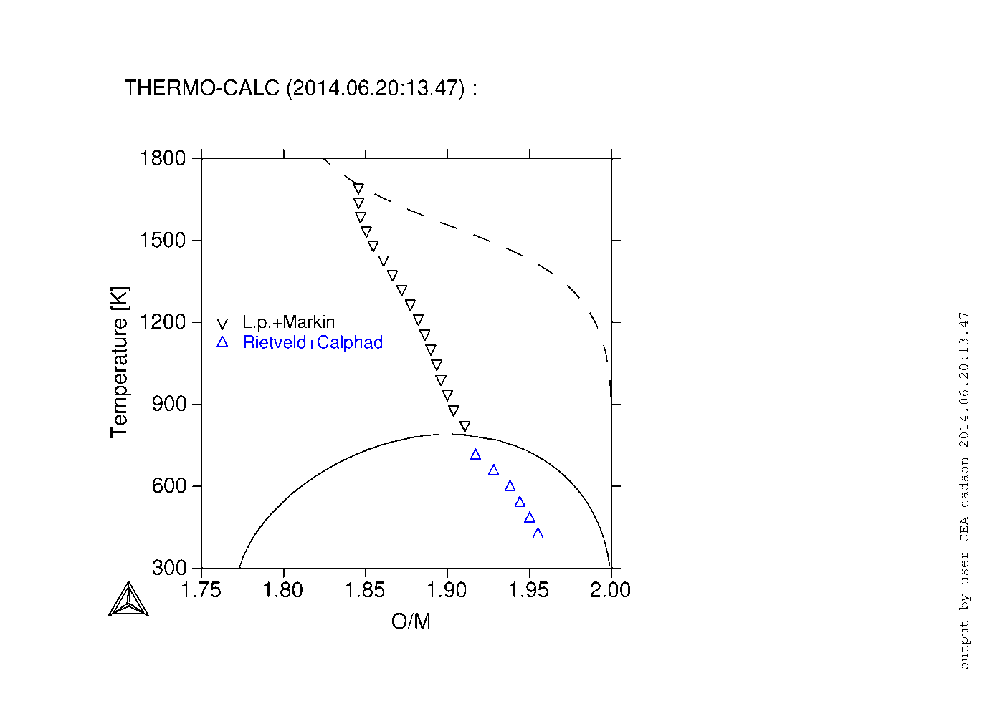 THERMO-CALC (2014.06.20:13.47) :
1800
1500
1200
900
600
300
Temperature [K]
L.p.+Markin
Rietveld+Calphad
1.75 1.80 1.85 1.90 1.95 2.00
O/M
output by user CEA cadaon 2014.06.20:13.47